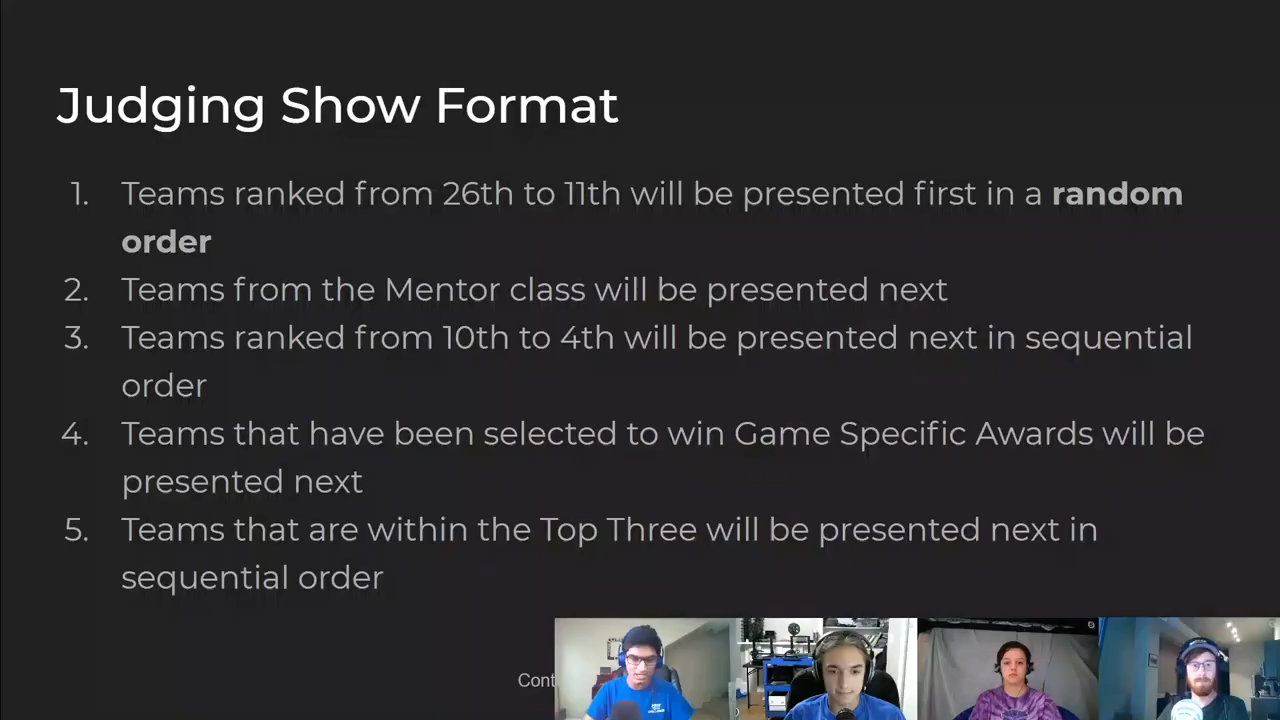 Judging Show Format
1. Teams ranked from 26th to 11th will be presented first in a random
order
2. Teams from the Mentor class will be presented next
3. Teams ranked from 10th to 4th will be presented next in sequential
order
4. Teams that have been selected to win Game Specific Awards will be
presented next
5. Teams that are within the Top Three will be presented next in
sequential order
Cont